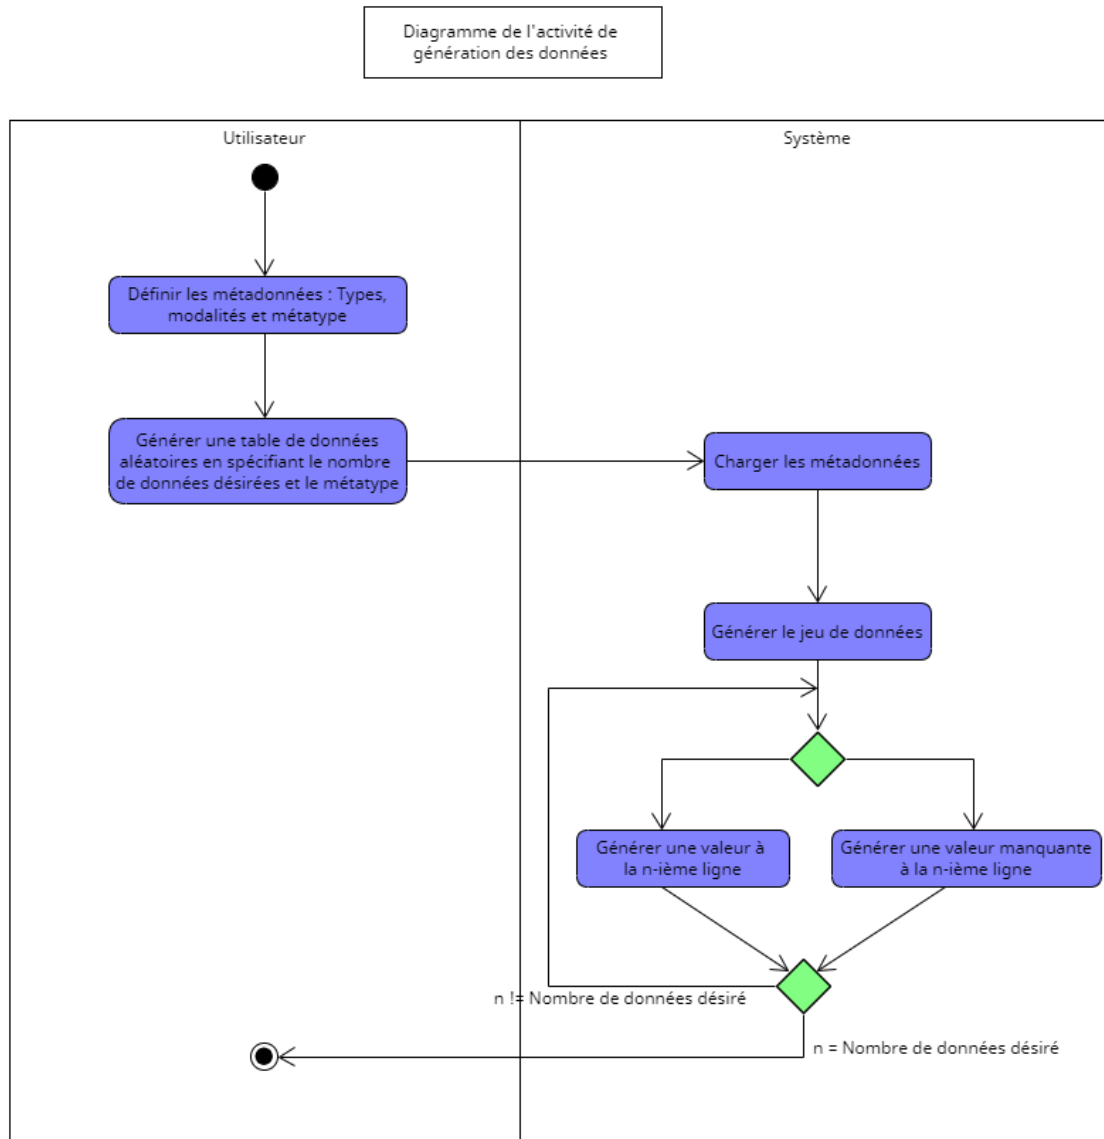 Diagramme de l'activité de
génération des données
Utilisateur
Système
Définir les métadonnées : Types,
modalités et métatype
Générer une table de données
aléatoires en spécifiant le nombre
de données désirées et le métatype
Charger les métadonnées
Générer le jeu de données
Générer une valeur à
la n-ième ligne
Générer une valeur manquante
à la n-ième ligne
n != Nombre de données désiré
n = Nombre de données désiré